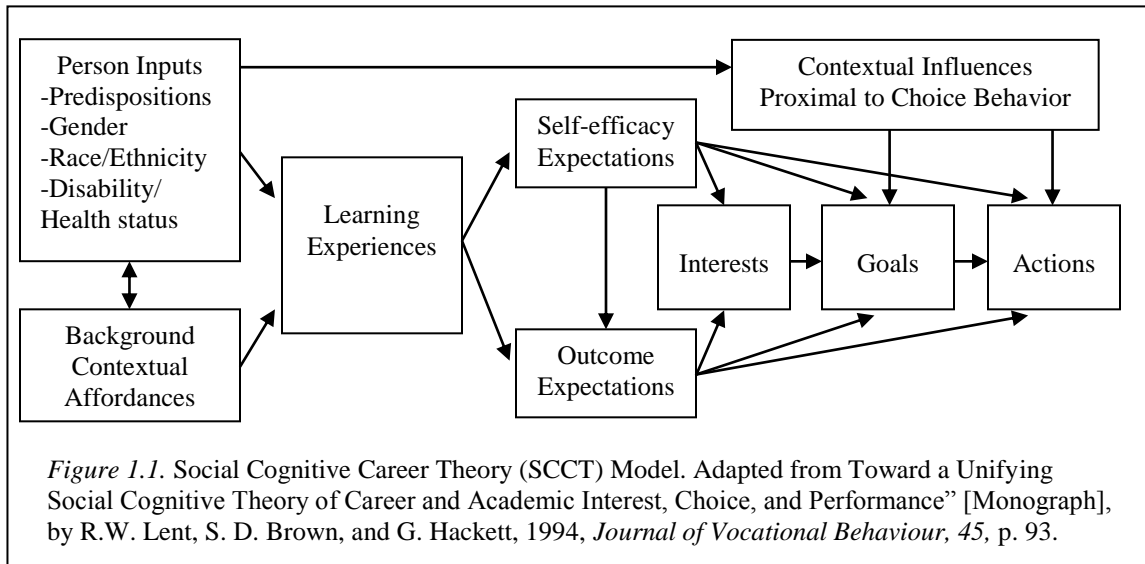 Person Inputs
-Predispositions
-Gender
-Race/Ethnicity
-Disability/
Health status
Background
Contextual
Affordances
Learning
Experiences
Self-efficacy
Expectations
Outcome
Expectations
Interests
Goals
Actions
Contextual Influences
Proximal to Choice Behavior
Figure 1.1. Social Cognitive Career Theory (SCCT) Model. Adapted from Toward a Unifying
Social Cognitive Theory of Career and Academic Interest, Choice, and Performance” [Monograph],
by R.W. Lent, S. D. Brown, and G. Hackett, 1994, Journal of Vocational Behaviour, 45, p. 93.